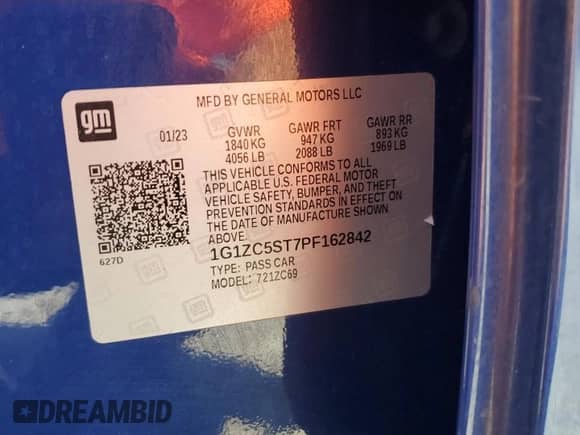 MFD BY GENERAL MOTORS LLC
gm
01/23 GVWR GAWR FRT GAWR RR
1840 KG 947 KG 893 KG
4056 LB 2088 LB 1969 LB
THIS VEHICLE CONFORMS TO ALL
APPLICABLE U.S. FEDERAL MOTOR
VEHICLE SAFETY, BUMPER, AND THEFT
PREVENTION STANDARDS IN EFFECT ON
THE DATE OF MANUFACTURE SHOWN
ABOVE
627D
1G1ZC5ST7PF162842
TYPE: PASS CAR
MODEL: 721ZC69
DREAMBID